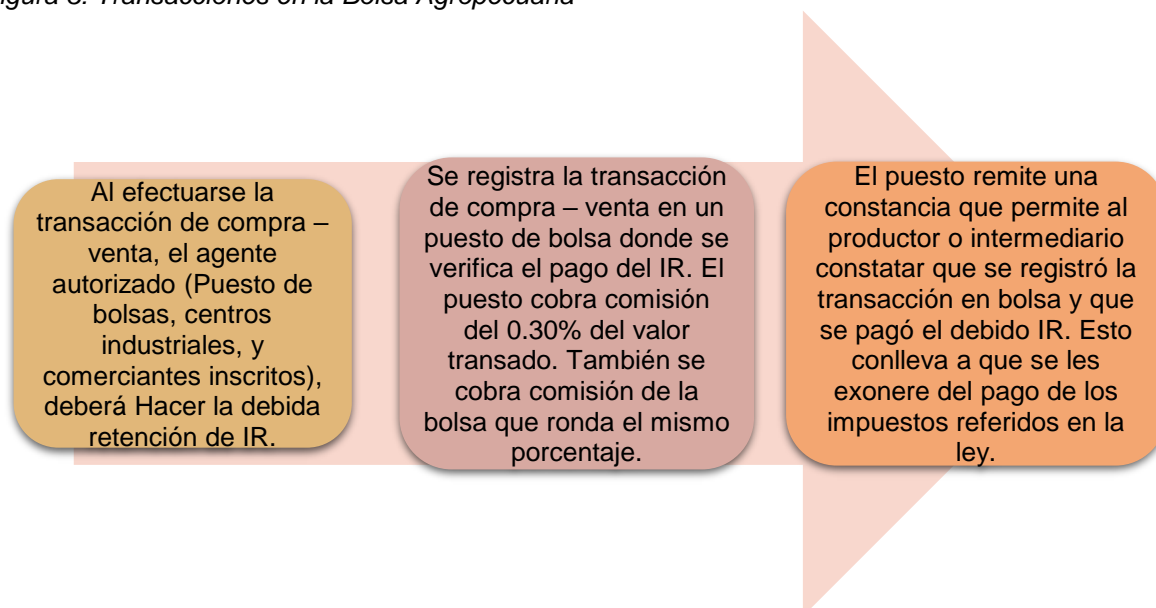 Transacciones en la Bolsa Agropecuaria
Al efectuarse la
transacción de compra –
venta, el agente
autorizado (Puesto de
bolsas, centros
industriales, y
comerciantes inscritos),
deberá Hacer la debida
retención de IR.
Se registra la transacción
de compra – venta en un
puesto de bolsa donde se
verifica el pago del IR. El
puesto cobra comisión
del 0.30% del valor
transado. También se
cobra comisión de la
bolsa que ronda el mismo
porcentaje.
El puesto remite una
constancia que permite al
productor o intermediario
constatar que se registró la
transacción en bolsa y que
se pagó el debido IR. Esto
conlleva a que se les
exonere del pago de los
impuestos referidos en la
ley.